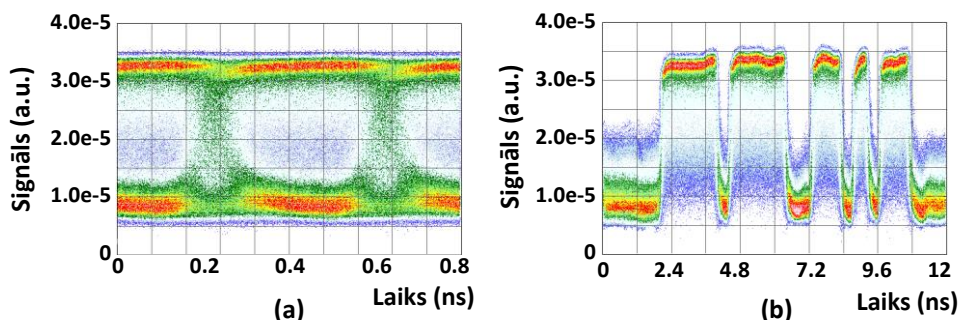 4.0e-5
3.0e-5
2.0e-5
1.0e-5
0
Signāls (a.u.)
0 0.2 0.4 0.6 0.8
(a) Laiks (ns)
4.0e-5
3.0e-5
2.0e-5
1.0e-5
0
Signāls (a.u.)
0 2.4 4.8 7.2 9.6 12
(b) Laiks (ns)